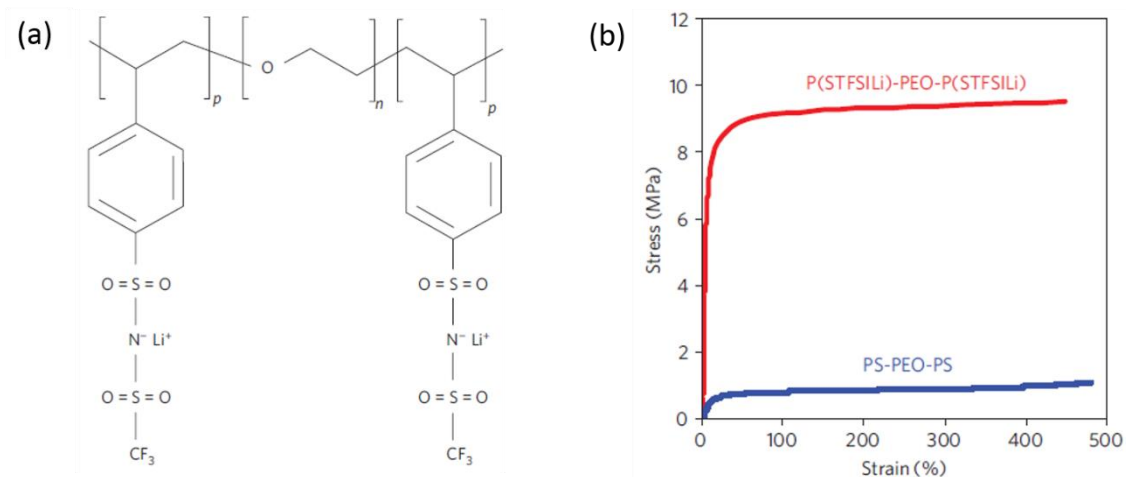 (a)
O
p
n
p
O=S=O
O=S=O
N⁻ Li⁺
N⁻ Li⁺
O=S=O
O=S=O
CF₃
CF₃
(b)
12
10
8
6
4
2
0
Stress (MPa)
P(STFSILi)-PEO-P(STFSILi)
PS-PEO-PS
0
100
200
300
400
500
Strain (%)